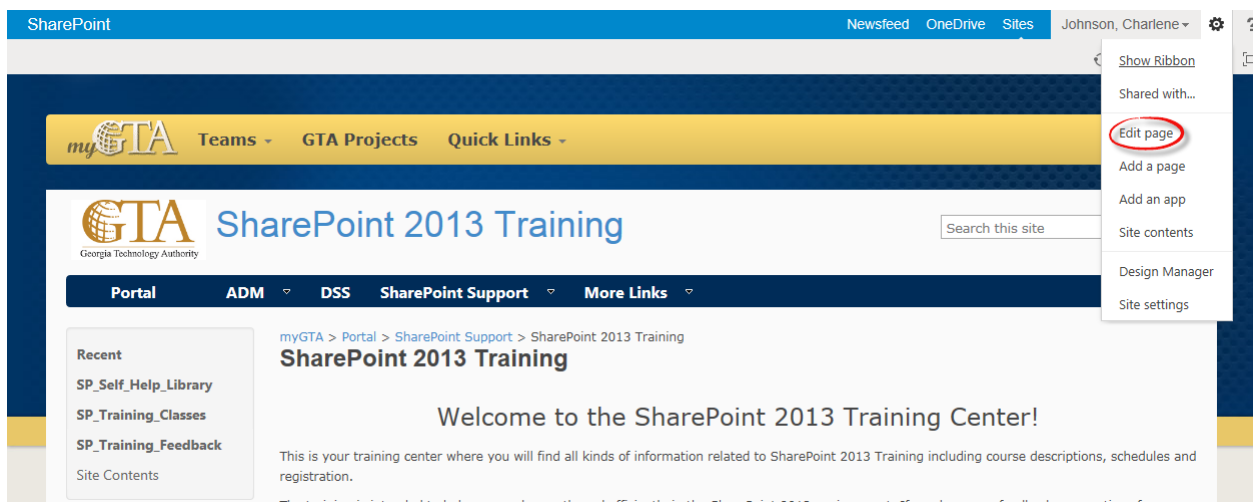 SharePoint
Newsfeed OneDrive Sites Johnson, Charlene
?
Show Ribbon
Shared with...
Edit page
Add a page
Add an app
Site contents
Design Manager
Site settings
myGTA Teams GTA Projects Quick Links
GTA
Georgia Technology Authority
SharePoint 2013 Training
Search this site
Portal ADM DSS SharePoint Support More Links
Recent
SP_Self_Help_Library
SP_Training_Classes
SP_Training_Feedback
Site Contents
myGTA > Portal > SharePoint Support > SharePoint 2013 Training
SharePoint 2013 Training
Welcome to the SharePoint 2013 Training Center!
This is your training center where you will find all kinds of information related to SharePoint 2013 Training including course descriptions, schedules and
registration.